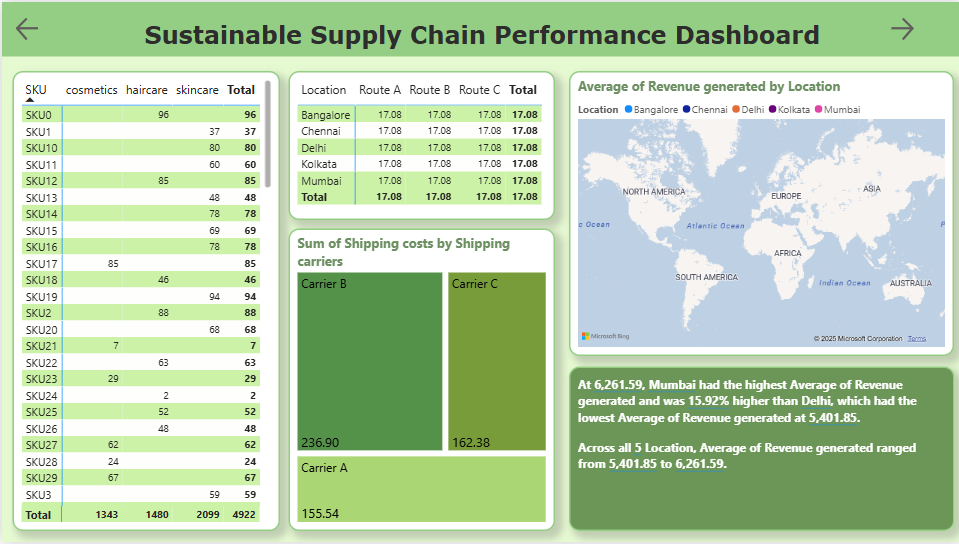 Sustainable Supply Chain Performance Dashboard
SKU cosmetics haircare skincare Total
SKU0 96 96
SKU1 37 37
SKU10 80 80
SKU11 60 60
SKU12 85 85
SKU13 48 48
SKU14 78 78
SKU15 69 69
SKU16 78 78
SKU17 85 85
SKU18 46 46
SKU19 94 94
SKU2 88 88
SKU20 68 68
SKU21 7 7
SKU22 63 63
SKU23 29 29
SKU24 2 2
SKU25 52 52
SKU26 48 48
SKU27 62 62
SKU28 24 24
SKU29 67 67
SKU3 59 59
Total 1343 1480 2099 4922
Location Route A Route B Route C Total
Bangalore 17.08 17.08 17.08 17.08
Chennai 17.08 17.08 17.08 17.08
Delhi 17.08 17.08 17.08 17.08
Kolkata 17.08 17.08 17.08 17.08
Mumbai 17.08 17.08 17.08 17.08
Total 17.08 17.08 17.08 17.08
Sum of Shipping costs by Shipping
carriers
Carrier B
236.90
Carrier C
162.38
Carrier A
155.54
Average of Revenue generated by Location
Location Bangalore Chennai Delhi Kolkata Mumbai
NORTH AMERICA
EUROPE
ASIA
c Ocean
Atlantic Ocean
P
AFRICA
SOUTH AMERICA
Indian Ocean
AUSTRALIA
Microsoft Bing
© 2025 Microsoft Corporation Terms
At 6,261.59, Mumbai had the highest Average of Revenue
generated and was 15.92% higher than Delhi, which had the
lowest Average of Revenue generated at 5,401.85.
Across all 5 Location, Average of Revenue generated ranged
from 5,401.85 to 6,261.59.